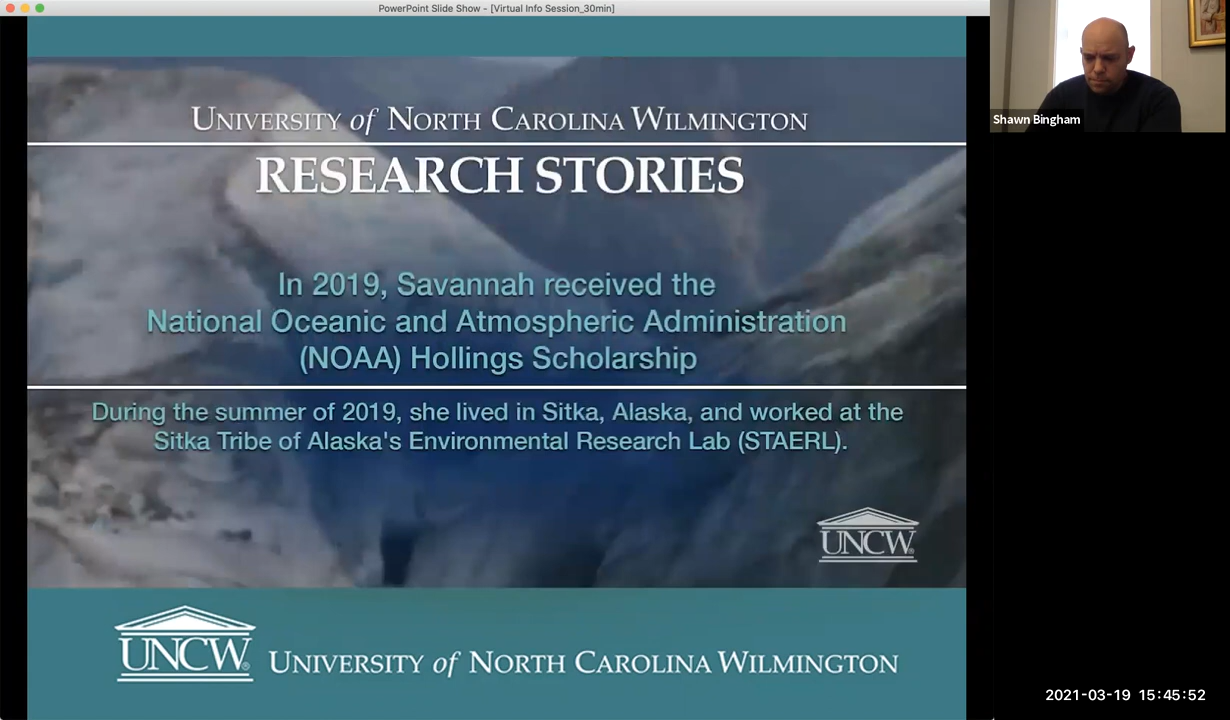 PowerPoint Slide Show - [Virtual Info Session_30min]
UNIVERSITY of NORTH CAROLINA WILMINGTON
RESEARCH STORIES
In 2019, Savannah received the
National Oceanic and Atmospheric Administration
(NOAA) Hollings Scholarship
During the summer of 2019, she lived in Sitka, Alaska, and worked at the
Sitka Tribe of Alaska's Environmental Research Lab (STAERL).
UNCW®
UNCW®
UNIVERSITY of NORTH CAROLINA WILMINGTON
Shawn Bingham
2021-03-19 15:45:52